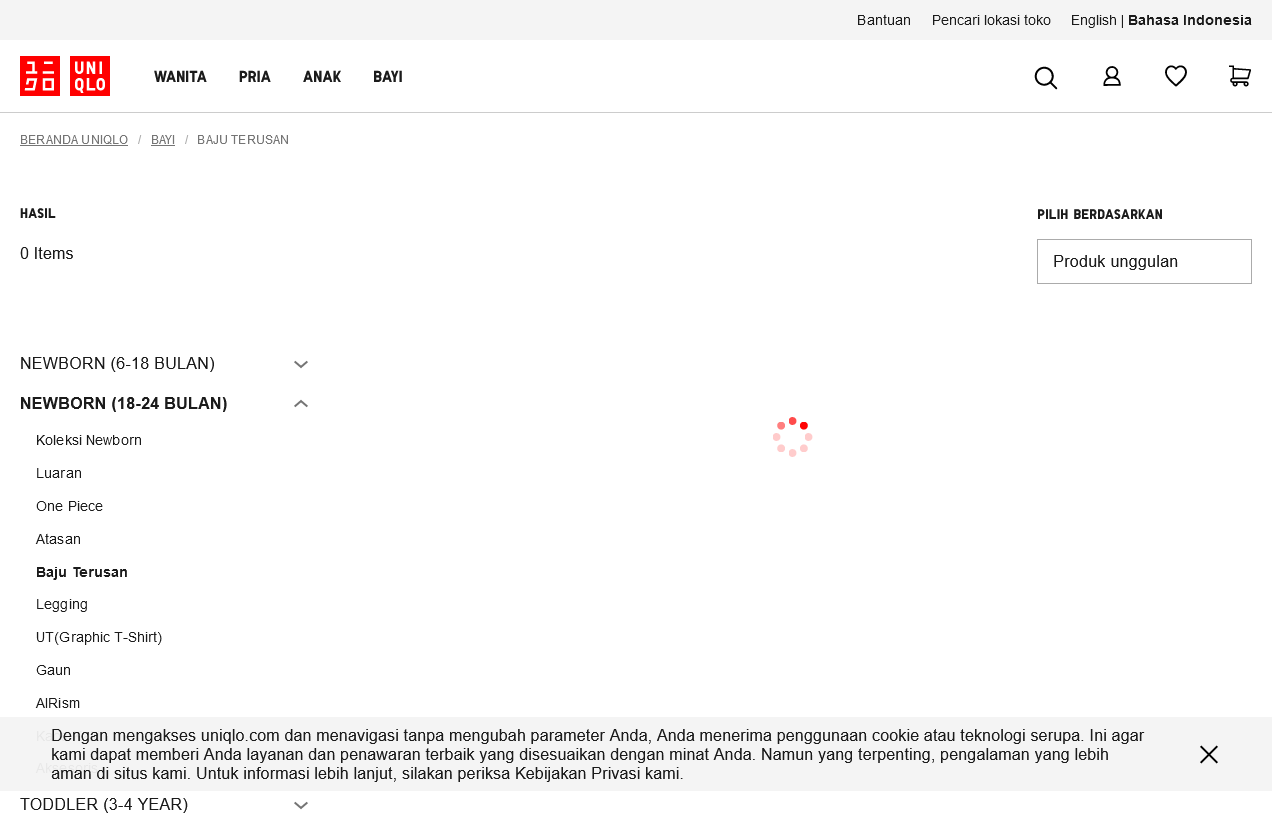 Bantuan Pencari lokasi toko English | Bahasa Indonesia
ユニクロ UNIQLO WANITA PRIA ANAK BAYI
BERANDA UNIQLO / BAYI / BAJU TERUSAN
HASIL
PILIH BERDASARKAN
0 Items
Produk unggulan
NEWBORN (6-18 BULAN)
NEWBORN (18-24 BULAN)
Koleksi Newborn
Luaran
One Piece
Atasan
Baju Terusan
Legging
UT(Graphic T-Shirt)
Gaun
AIRism
Dengan mengakses uniqlo.com dan menavigasi tanpa mengubah parameter Anda, Anda menerima penggunaan cookie atau teknologi serupa. Ini agar
kami dapat memberi Anda layanan dan penawaran terbaik yang disesuaikan dengan minat Anda. Namun yang terpenting, pengalaman yang lebih
aman di situs kami. Untuk informasi lebih lanjut, silakan periksa Kebijakan Privasi kami.
TODDLER (3-4 YEAR)